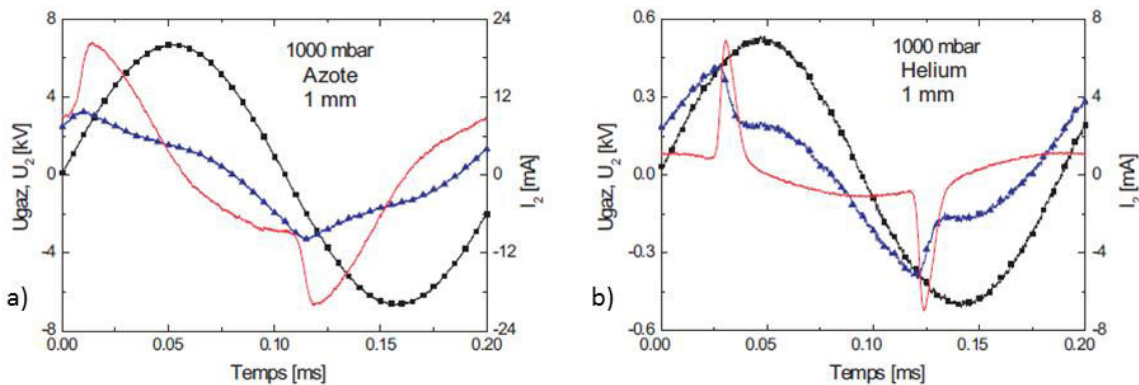 a)
1000 mbar
Azote
1 mm
Ugaz, U2 [kV]
8
4
0
-4
-8
24
12
0
-12
-24
I2 [mA]
0.00 0.05 0.10 0.15 0.20
Temps [ms]
b)
1000 mbar
Helium
1 mm
Ugaz, U2 [kV]
0.6
0.3
0.0
-0.3
-0.6
8
4
0
-4
-8
I2 [mA]
0.00 0.05 0.10 0.15 0.20
Temps [ms]